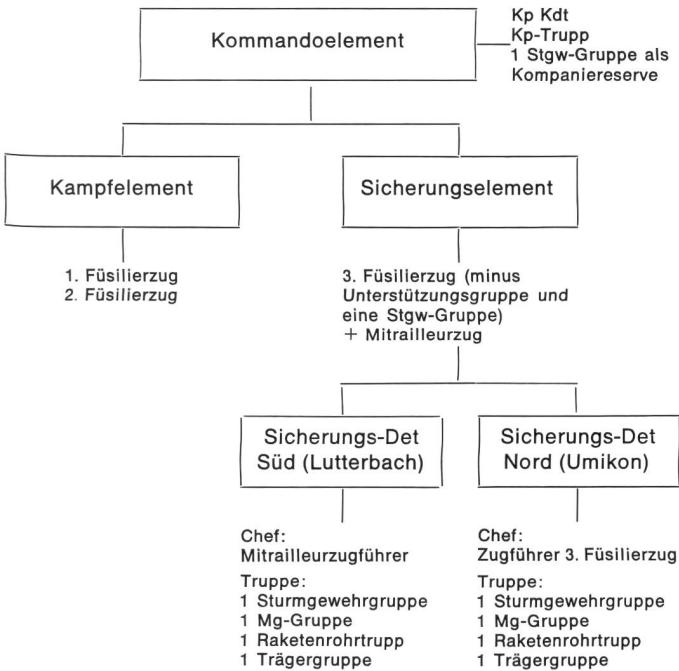 Kommandoelement
Kp Kdt
Kp-Trupp
1 Stgw-Gruppe als
Kompaniereserve
Kampfelement
Sicherungselement
1. Füsilierzug
2. Füsilierzug
3. Füsilierzug (minus
Unterstützungsgruppe und
eine Stgw-Gruppe)
+ Mitrailleurzug
Sicherungs-Det
Süd (Lutterbach)
Sicherungs-Det
Nord (Umikon)
Chef:
Mitrailleurzugführer
Truppe:
1 Sturmgewehrgruppe
1 Mg-Gruppe
1 Raketenrohrtrupp
1 Trägergruppe
Chef:
Zugführer 3. Füsilierzug
Truppe:
1 Sturmgewehrgruppe
1 Mg-Gruppe
1 Raketenrohrtrupp
1 Trägergruppe